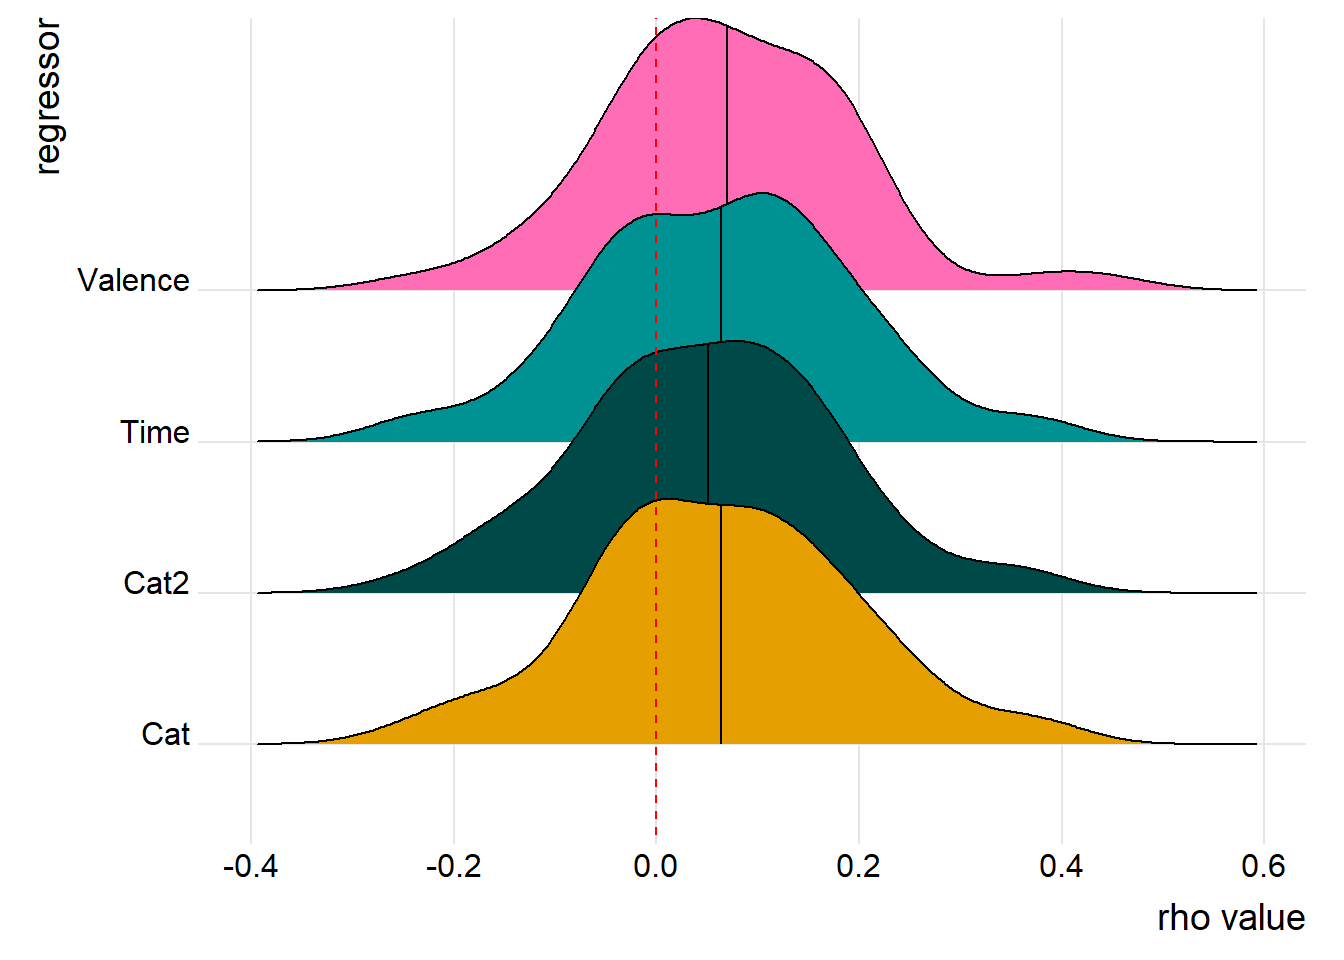 regressor
Valence
Time
Cat2
Cat
-0.4 -0.2 0.0 0.2 0.4 0.6
rho value